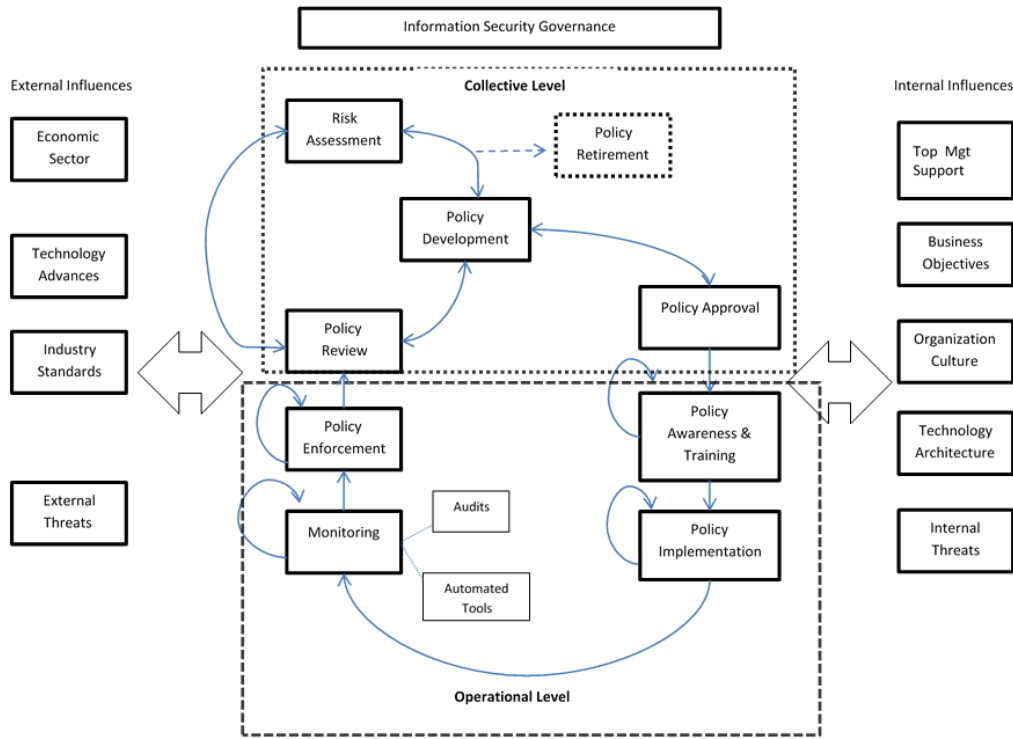 Information Security Governance
External Influences
Economic
Sector
Technology
Advances
Industry
Standards
External
Threats
Collective Level
Risk
Assessment
Policy
Retirement
Policy
Development
Policy Approval
Policy
Review
Policy
Enforcement
Policy
Awareness &
Training
Monitoring
Audits
Automated
Tools
Policy
Implementation
Operational Level
Internal Influences
Top Mgt
Support
Business
Objectives
Organization
Culture
Technology
Architecture
Internal
Threats